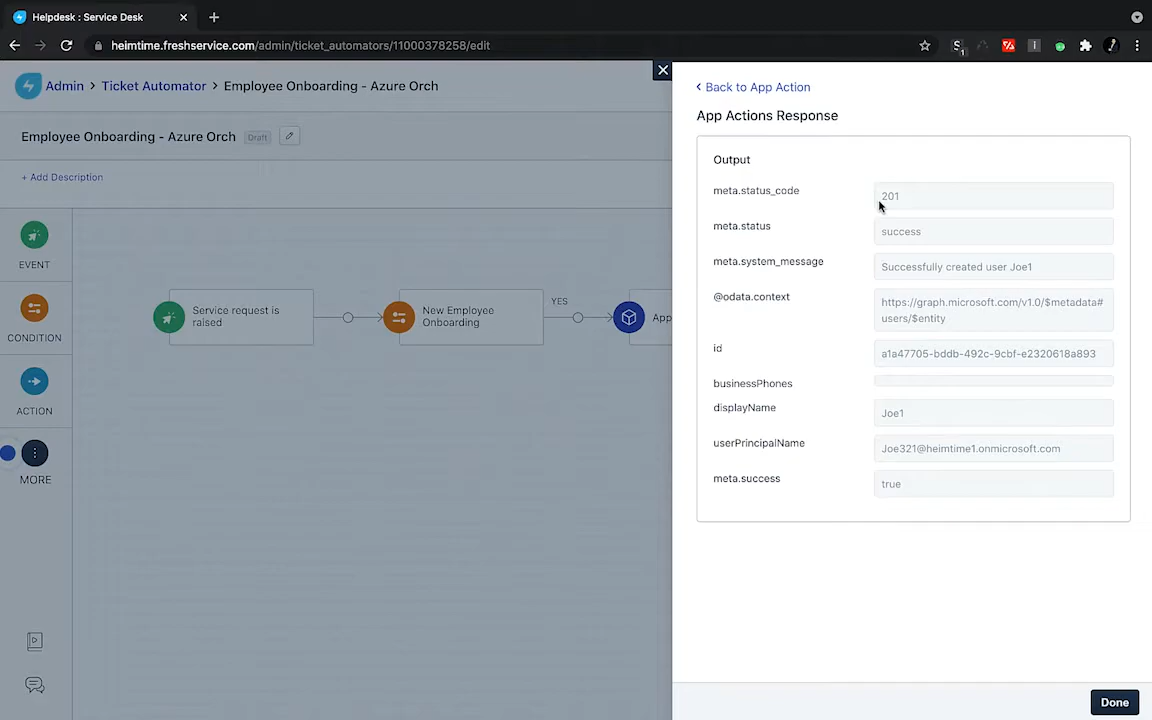 Helpdesk : Service Desk
heimtime.freshservice.com/admin/ticket_automators/11000378258/edit
Admin > Ticket Automator > Employee Onboarding - Azure Orch
Employee Onboarding - Azure Orch Draft
+ Add Description
EVENT
CONDITION
ACTION
MORE
Service request is
raised
New Employee
Onboarding
YES
App
Back to App Action
App Actions Response
Output
meta.status_code
201
meta.status
success
meta.system_message
Successfully created user Joe1
@odata.context
https://graph.microsoft.com/v1.0/$metadata#
users/$entity
id
a1a47705-bddb-492c-9cbf-e2320618a893
businessPhones
displayName
Joe1
userPrincipalName
Joe321@heimtime1.onmicrosoft.com
meta.success
true
Done